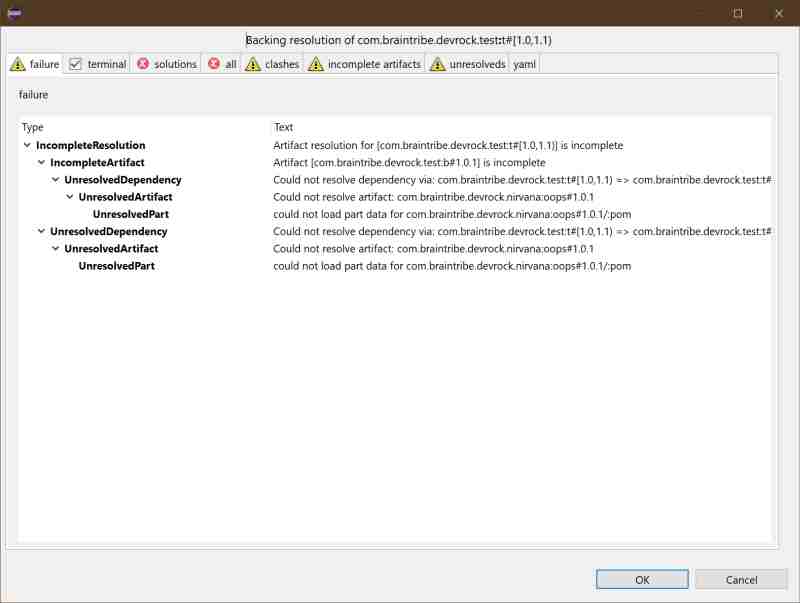 Backing resolution of com.braintribe.devrock.test:t#[1.0,1.1)
failure terminal solutions all clashes incomplete artifacts unresolveds yaml
failure
Type Text
IncompleteResolution Artifact resolution for [com.braintribe.devrock.test:t#[1.0,1.1)] is incomplete
IncompleteArtifact Artifact [com.braintribe.devrock.test:b#1.0.1] is incomplete
UnresolvedDependency Could not resolve dependency via: com.braintribe.devrock.test:t#[1.0,1.1) => com.braintribe.devrock.test:t#
UnresolvedArtifact Could not resolve artifact: com.braintribe.devrock.nirvana:oops#1.0.1
UnresolvedPart could not load part data for com.braintribe.devrock.nirvana:oops#1.0.1/:pom
UnresolvedDependency Could not resolve dependency via: com.braintribe.devrock.test:t#[1.0,1.1) => com.braintribe.devrock.test:t#
UnresolvedArtifact Could not resolve artifact: com.braintribe.devrock.nirvana:oops#1.0.1
UnresolvedPart could not load part data for com.braintribe.devrock.nirvana:oops#1.0.1/:pom
OK Cancel